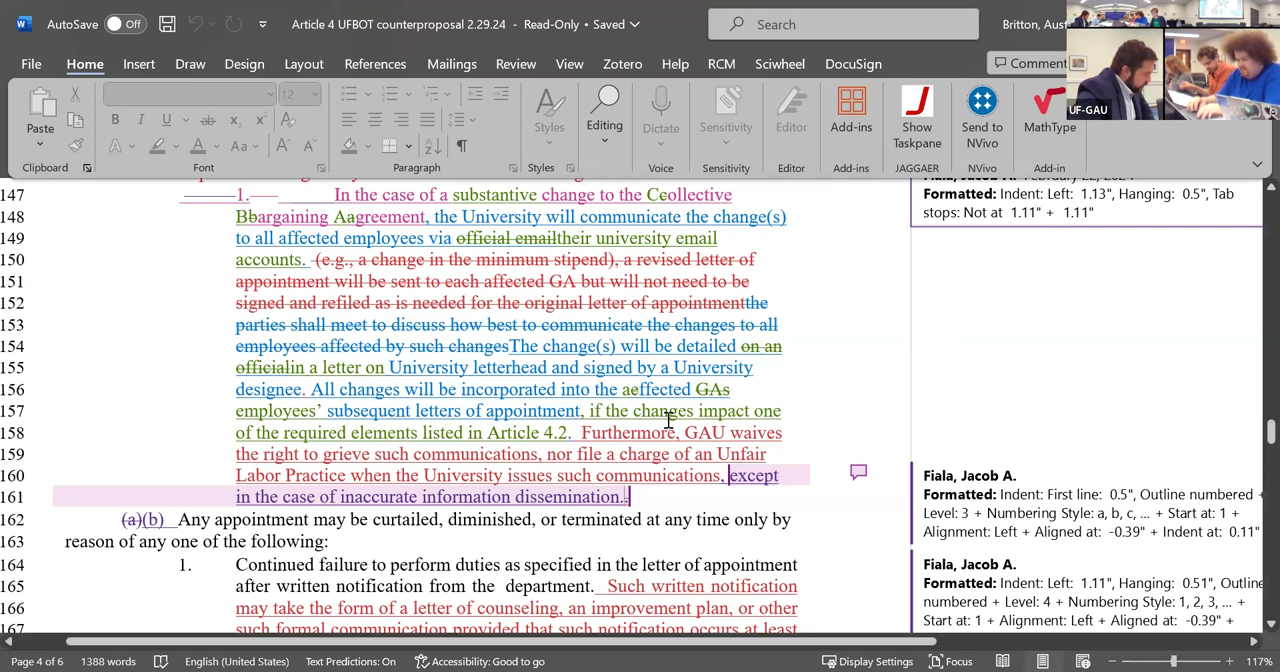 AutoSave Off Article 4 UFBOT counterproposal 2.29.24 - Read-Only • Saved Search Britton, Aust
File Home Insert Draw Design Layout References Mailings Review View Zotero Help RCM Sciwheel DocuSign Comment
UF-GAU
12
Paste Styles Editing Dictate Sensitivity Editor Add-ins Show Taskpane Send to NVivo MathType
Clipboard Font Paragraph Styles Voice Sensitivity Editor Add-ins JAGGAER NVivo Add-in
147 1. In the case of a substantive change to the Ccollective
148 Bbargaining Aagreement, the University will communicate the change(s)
149 to all affected employees via official emailtheir university email
150 accounts. (e.g., a change in the minimum stipend), a revised letter of
151 appointment will be sent to each affected GA but will not need to be
152 signed and refiled as is needed for the original letter of appointmentthe
153 parties shall meet to discuss how best to communicate the changes to all
154 employees affected by such changesThe change(s) will be detailed on an
155 officialin a letter on University letterhead and signed by a University
156 designee. All changes will be incorporated into the aeffected GAs
157 employees’ subsequent letters of appointment, if the changes impact one
158 of the required elements listed in Article 4.2. Furthermore, GAU waives
159 the right to grieve such communications, nor file a charge of an Unfair
160 Labor Practice when the University issues such communications, except
161 in the case of inaccurate information dissemination..
162 (a)(b) Any appointment may be curtailed, diminished, or terminated at any time only by
163 reason of any one of the following:
164 1. Continued failure to perform duties as specified in the letter of appointment
165 after written notification from the department. Such written notification
166 may take the form of a letter of counseling, an improvement plan, or other
167 such formal communication provided that such notification occurs at least
Formatted: Indent: Left: 1.13", Hanging: 0.5", Tab
stops: Not at 1.11" + 1.11"
Fiala, Jacob A.
Formatted: Indent: First line: 0.5", Outline numbered +
Level: 3 + Numbering Style: a, b, c, … + Start at: 1 +
Alignment: Left + Aligned at: -0.39" + Indent at: 0.11"
Fiala, Jacob A.
Formatted: Indent: Left: 1.11", Hanging: 0.51", Outlin
numbered + Level: 4 + Numbering Style: 1, 2, 3, … +
Start at: 1 + Alignment: Left + Aligned at: -0.39" +
Page 4 of 6 1388 words English (United States) Text Predictions: On Accessibility: Good to go Display Settings Focus 117%